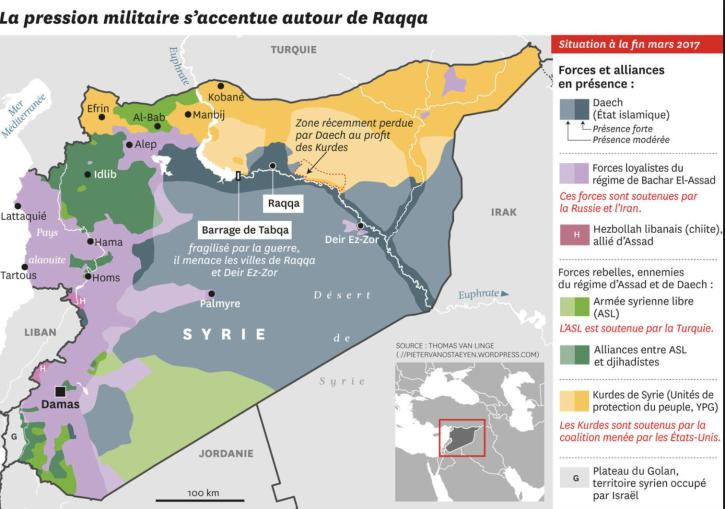 La pression militaire s'accentue autour de Raqqa
Situation à la fin mars 2017
Forces et alliances
en présence :
Daech
(État islamique)
Présence forte
Présence modérée
Forces loyalistes du
régime de Bachar El-Assad
Ces forces sont soutenues par
la Russie et l'Iran.
H
Hezbollah libanais (chiite),
allié d'Assad
Forces rebelles, ennemies
du régime d'Assad et de Daech :
Armée syrienne libre
(ASL)
L'ASL est soutenue par la Turquie.
Alliances entre ASL
et djihadistes
Kurdes de Syrie (Unités de
protection du peuple, YPG)
Les Kurdes sont soutenus par la
coalition menée par les États-Unis.
G
Plateau du Golan,
territoire syrien occupé
par Israël
TURQUIE
Euphrate
Mer
Méditerranée
Kobané
Efrin
Al-Bab
Manbij
Zone récemment perdue
par Daech au profit
des Kurdes
Alep
Idlib
Raqqa
Lattaquié
IRAK
Barrage de Tabqa
fragilisé par la guerre,
il menace les villes de Raqqa
et Deir Ez-Zor
Deir Ez-Zor
Pays
alaouite
Hama
Tartous
Homs
Palmyre
Désert
de
Syrie
Euphrate
H
SYRIE
LIBAN
SOURCE : THOMAS VAN LINGE
( //PIETERVANOSTAEYEN.WORDPRESS.COM)
H
Damas
G
JORDANIE
100 km